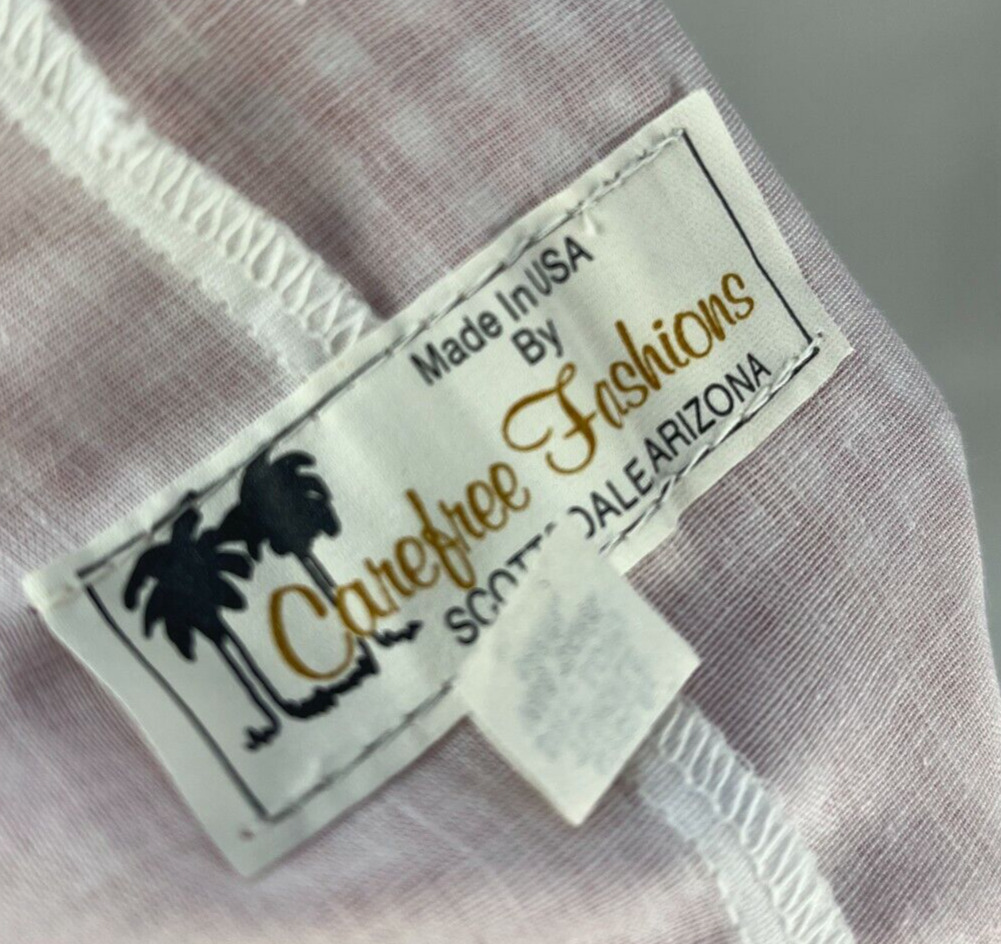 Made In USA
By
Carefree Fashions
SCOTTSDALE ARIZONA